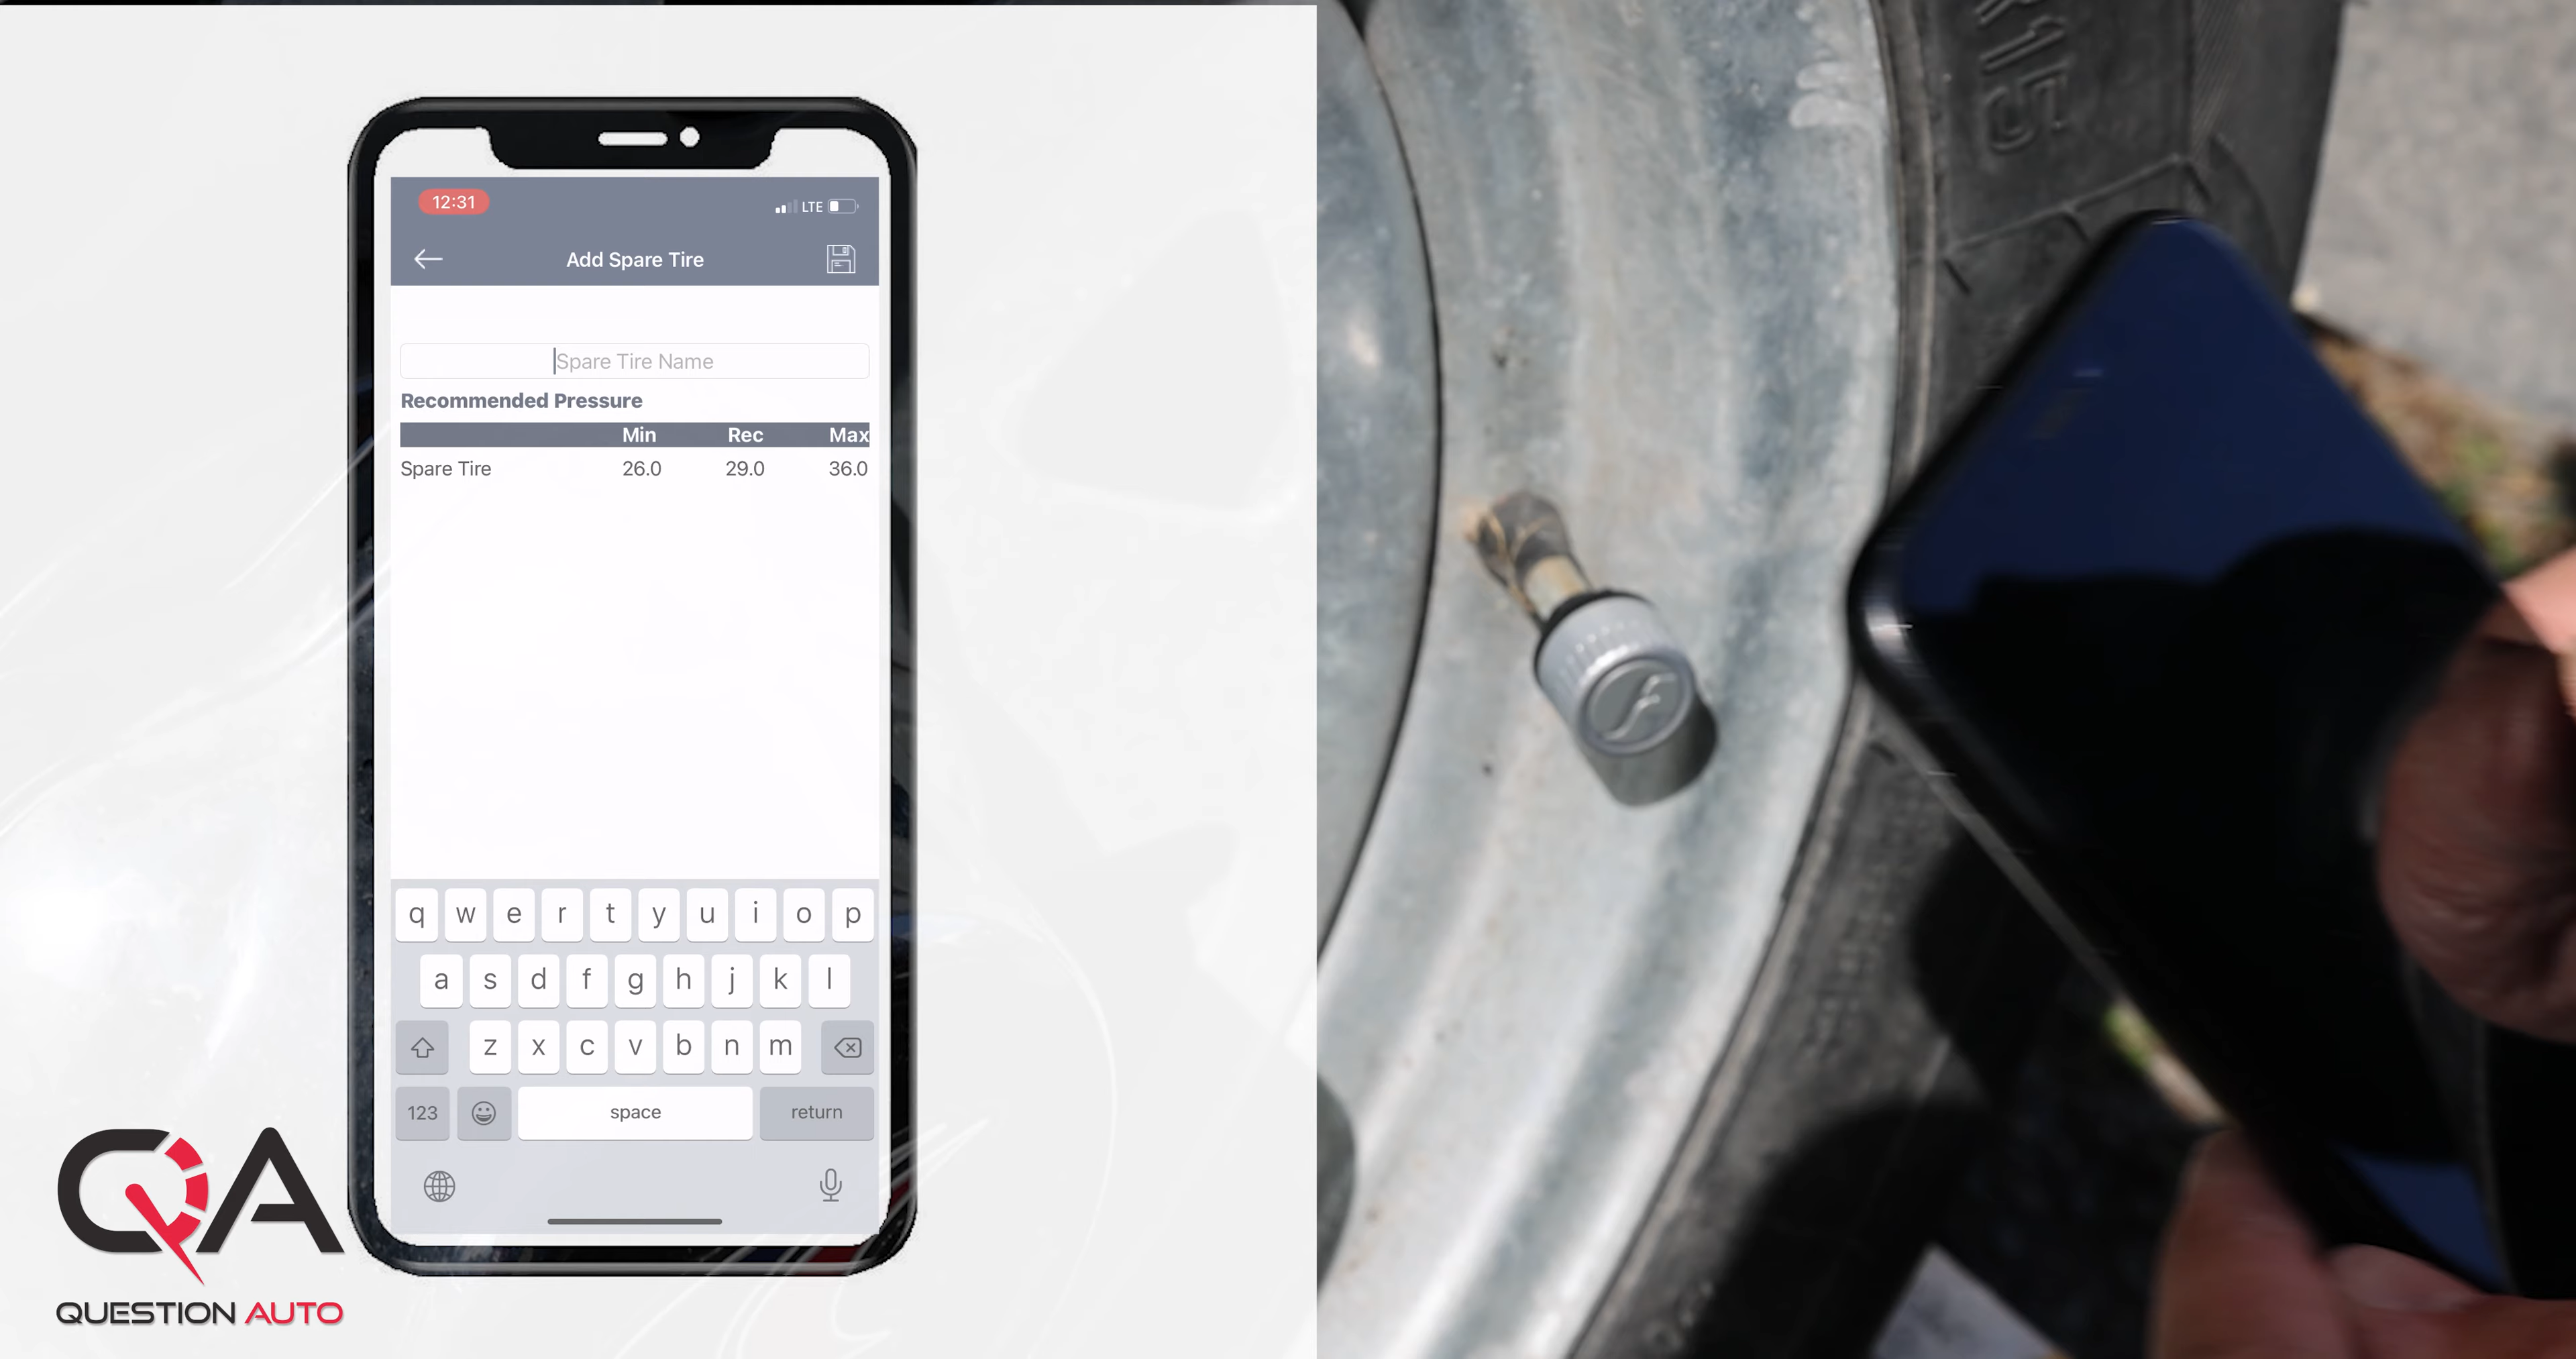 12:31
LTE
Add Spare Tire
Spare Tire Name
Recommended Pressure
Min Rec Max
Spare Tire 26.0 29.0 36.0
q w e r t y u i o p
a s d f g h j k l
z x c v b n m
123 space return
QA
QUESTION AUTO
R15